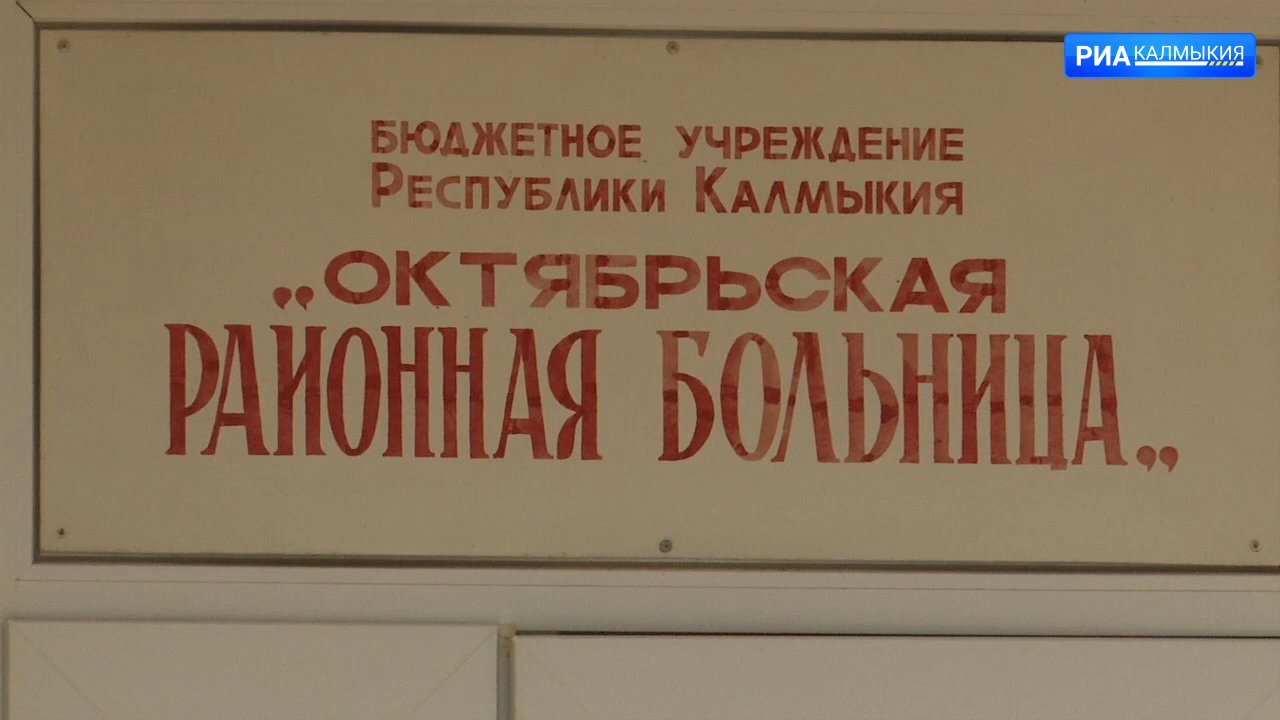 РИА КАЛМЫКИЯ
БЮДЖЕТНОЕ УЧРЕЖДЕНИЕ
РЕСПУБЛИКИ КАЛМЫКИЯ
„ОКТЯБРЬСКАЯ
РАЙОННАЯ БОЛЬНИЦА„